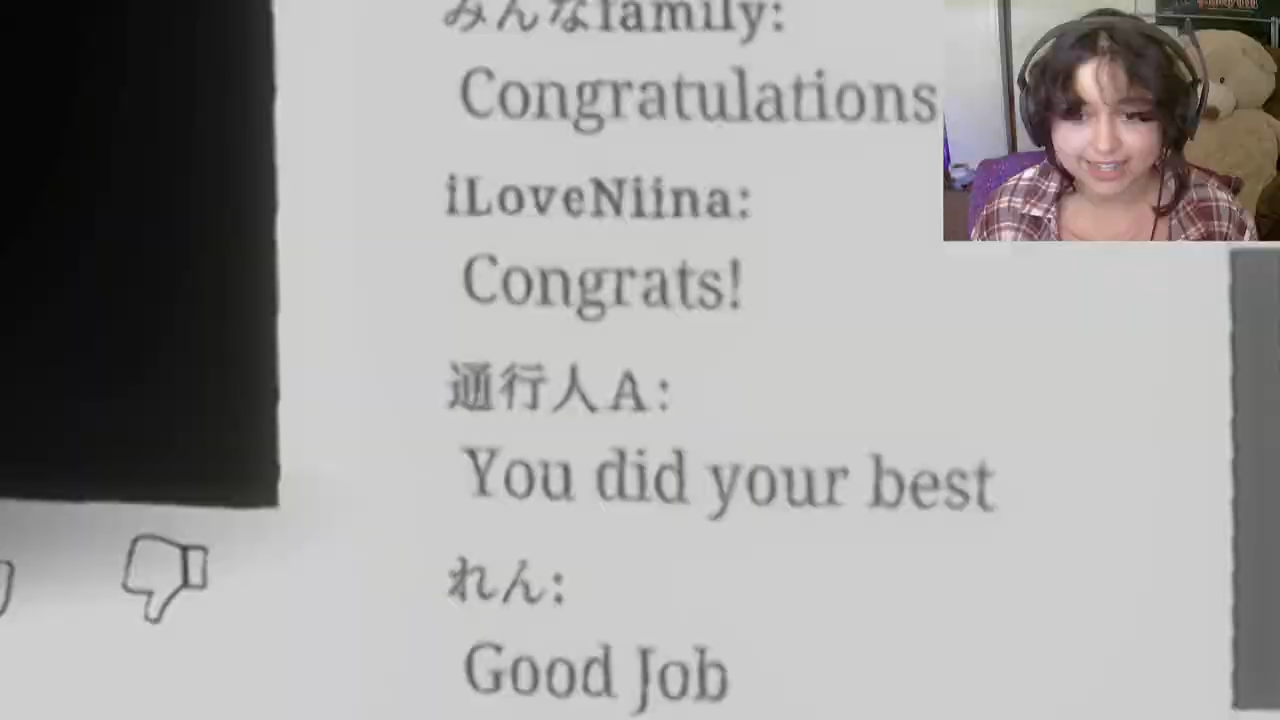 みんなfamily:
Congratulations
iLoveNiina:
Congrats!
通行人A:
You did your best
れん:
Good Job